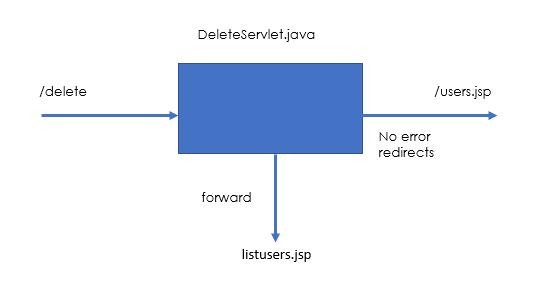 DeleteServlet.java
/delete
/users.jsp
No error
redirects
forward
listusers.jsp